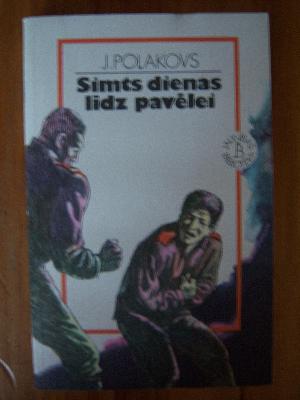 J. POLAKOVS
Simts dienas
līdz pavēlei